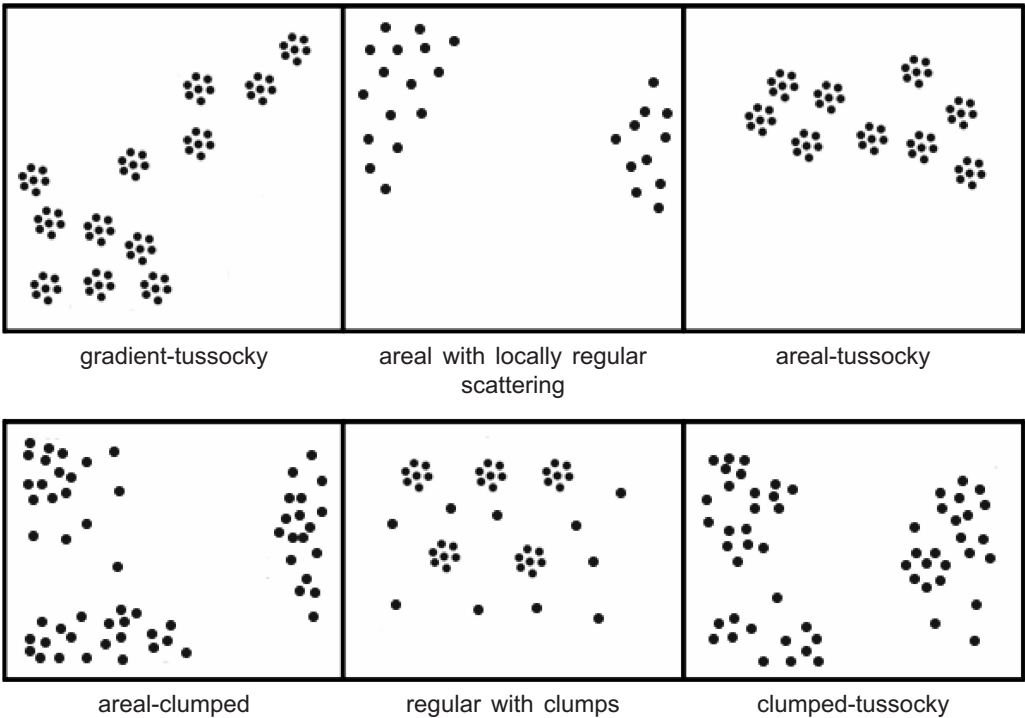 gradient-tussocky
areal with locally regular
scattering
areal-tussocky
areal-clumped
regular with clumps
clumped-tussocky